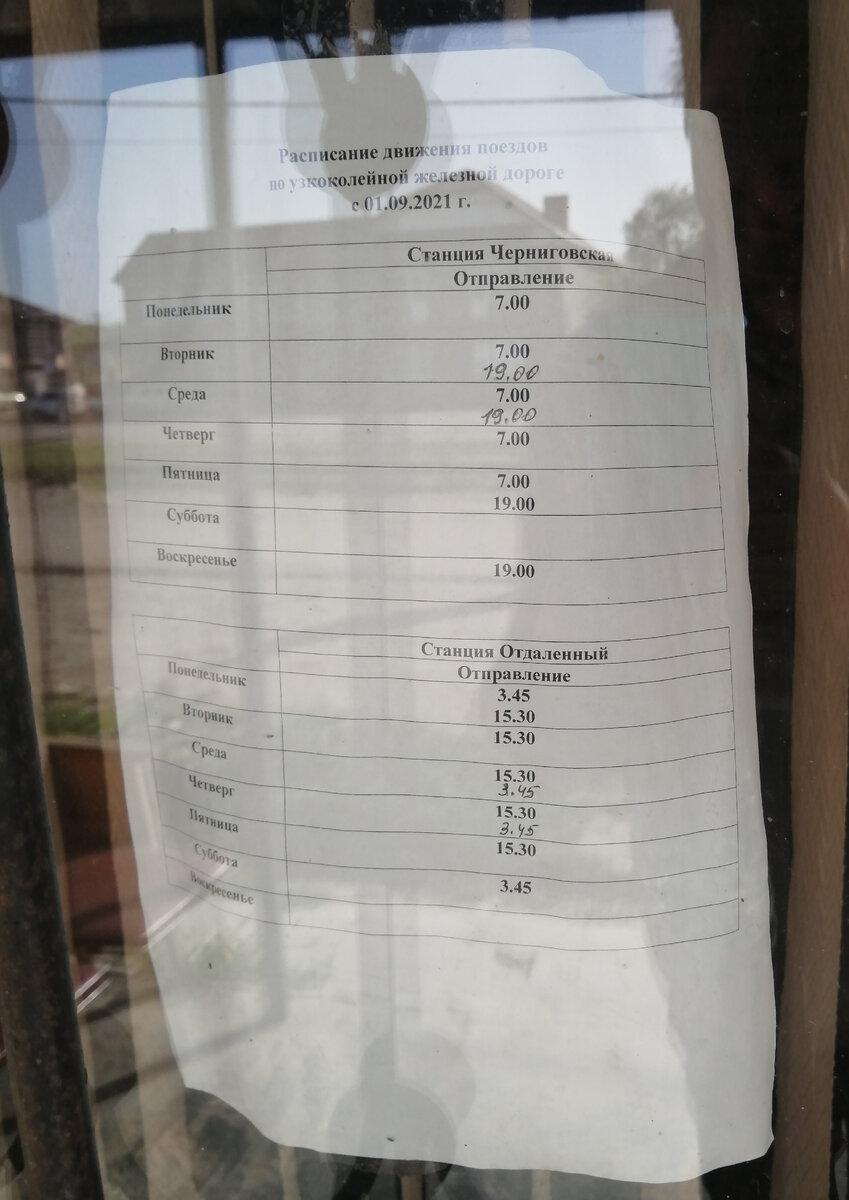 Расписание движения поездов
по узкоколейной железной дороге
с 01.09.2021 г.
Станция Черниговская
Отправление
Понедельник 7.00
Вторник 7.00
19.00
Среда 7.00
19.00
Четверг 7.00
Пятница 7.00
19.00
Суббота
Воскресенье 19.00
Станция Отдаленный
Отправление
Понедельник 3.45
15.30
Вторник 15.30
Среда 15.30
3.45
Четверг 15.30
3.45
Пятница 15.30
Суббота 3.45
Воскресенье